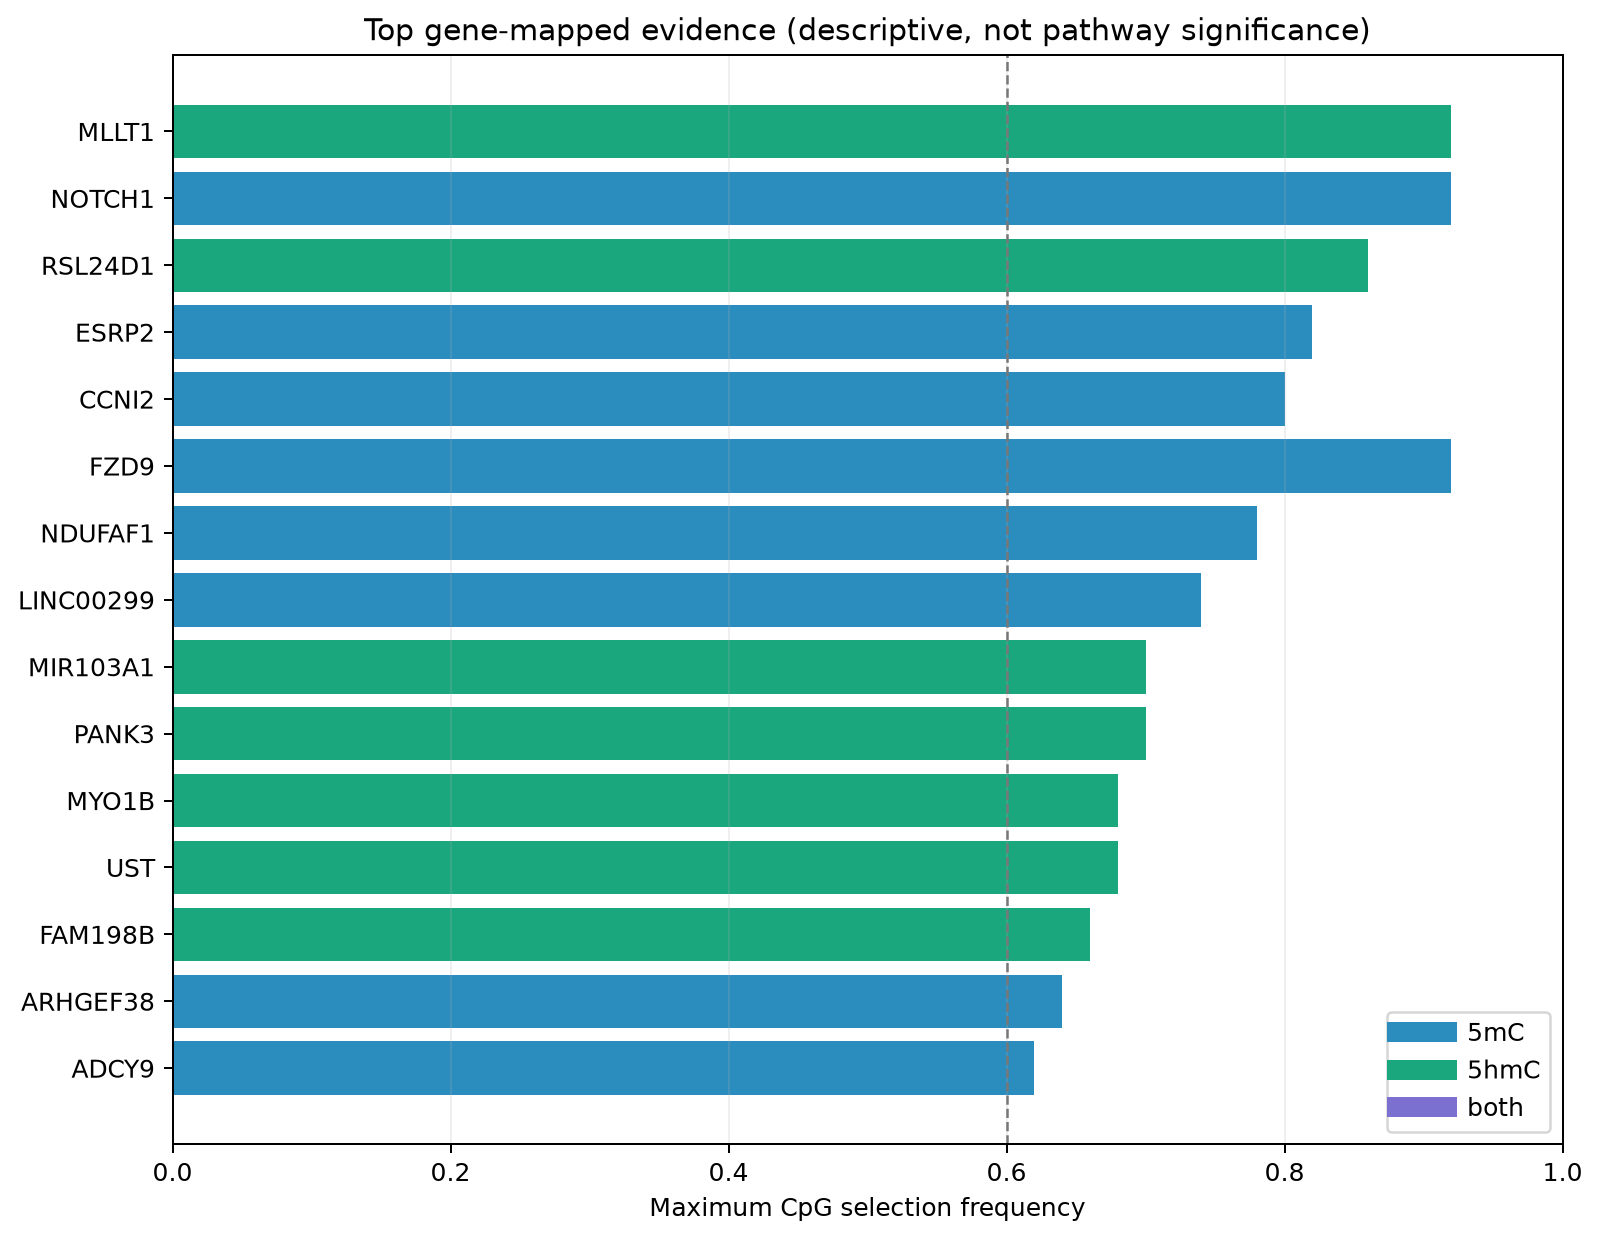 Top gene-mapped evidence (descriptive, not pathway significance)
MLLT1
NOTCH1
RSL24D1
ESRP2
CCNI2
FZD9
NDUFAF1
LINC00299
MIR103A1
PANK3
MYO1B
UST
FAM198B
ARHGEF38
ADCY9
5mC
5hmC
both
0.0 0.2 0.4 0.6 0.8 1.0
Maximum CpG selection frequency